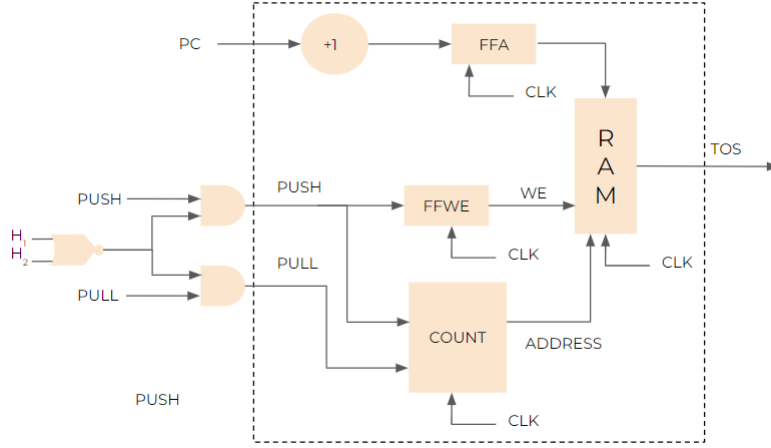 PC
+1
FFA
CLK
RAM
TOS
PUSH
PUSH
FFWE
WE
CLK
CLK
H1
H2
PULL
PULL
COUNT
ADDRESS
PUSH
CLK